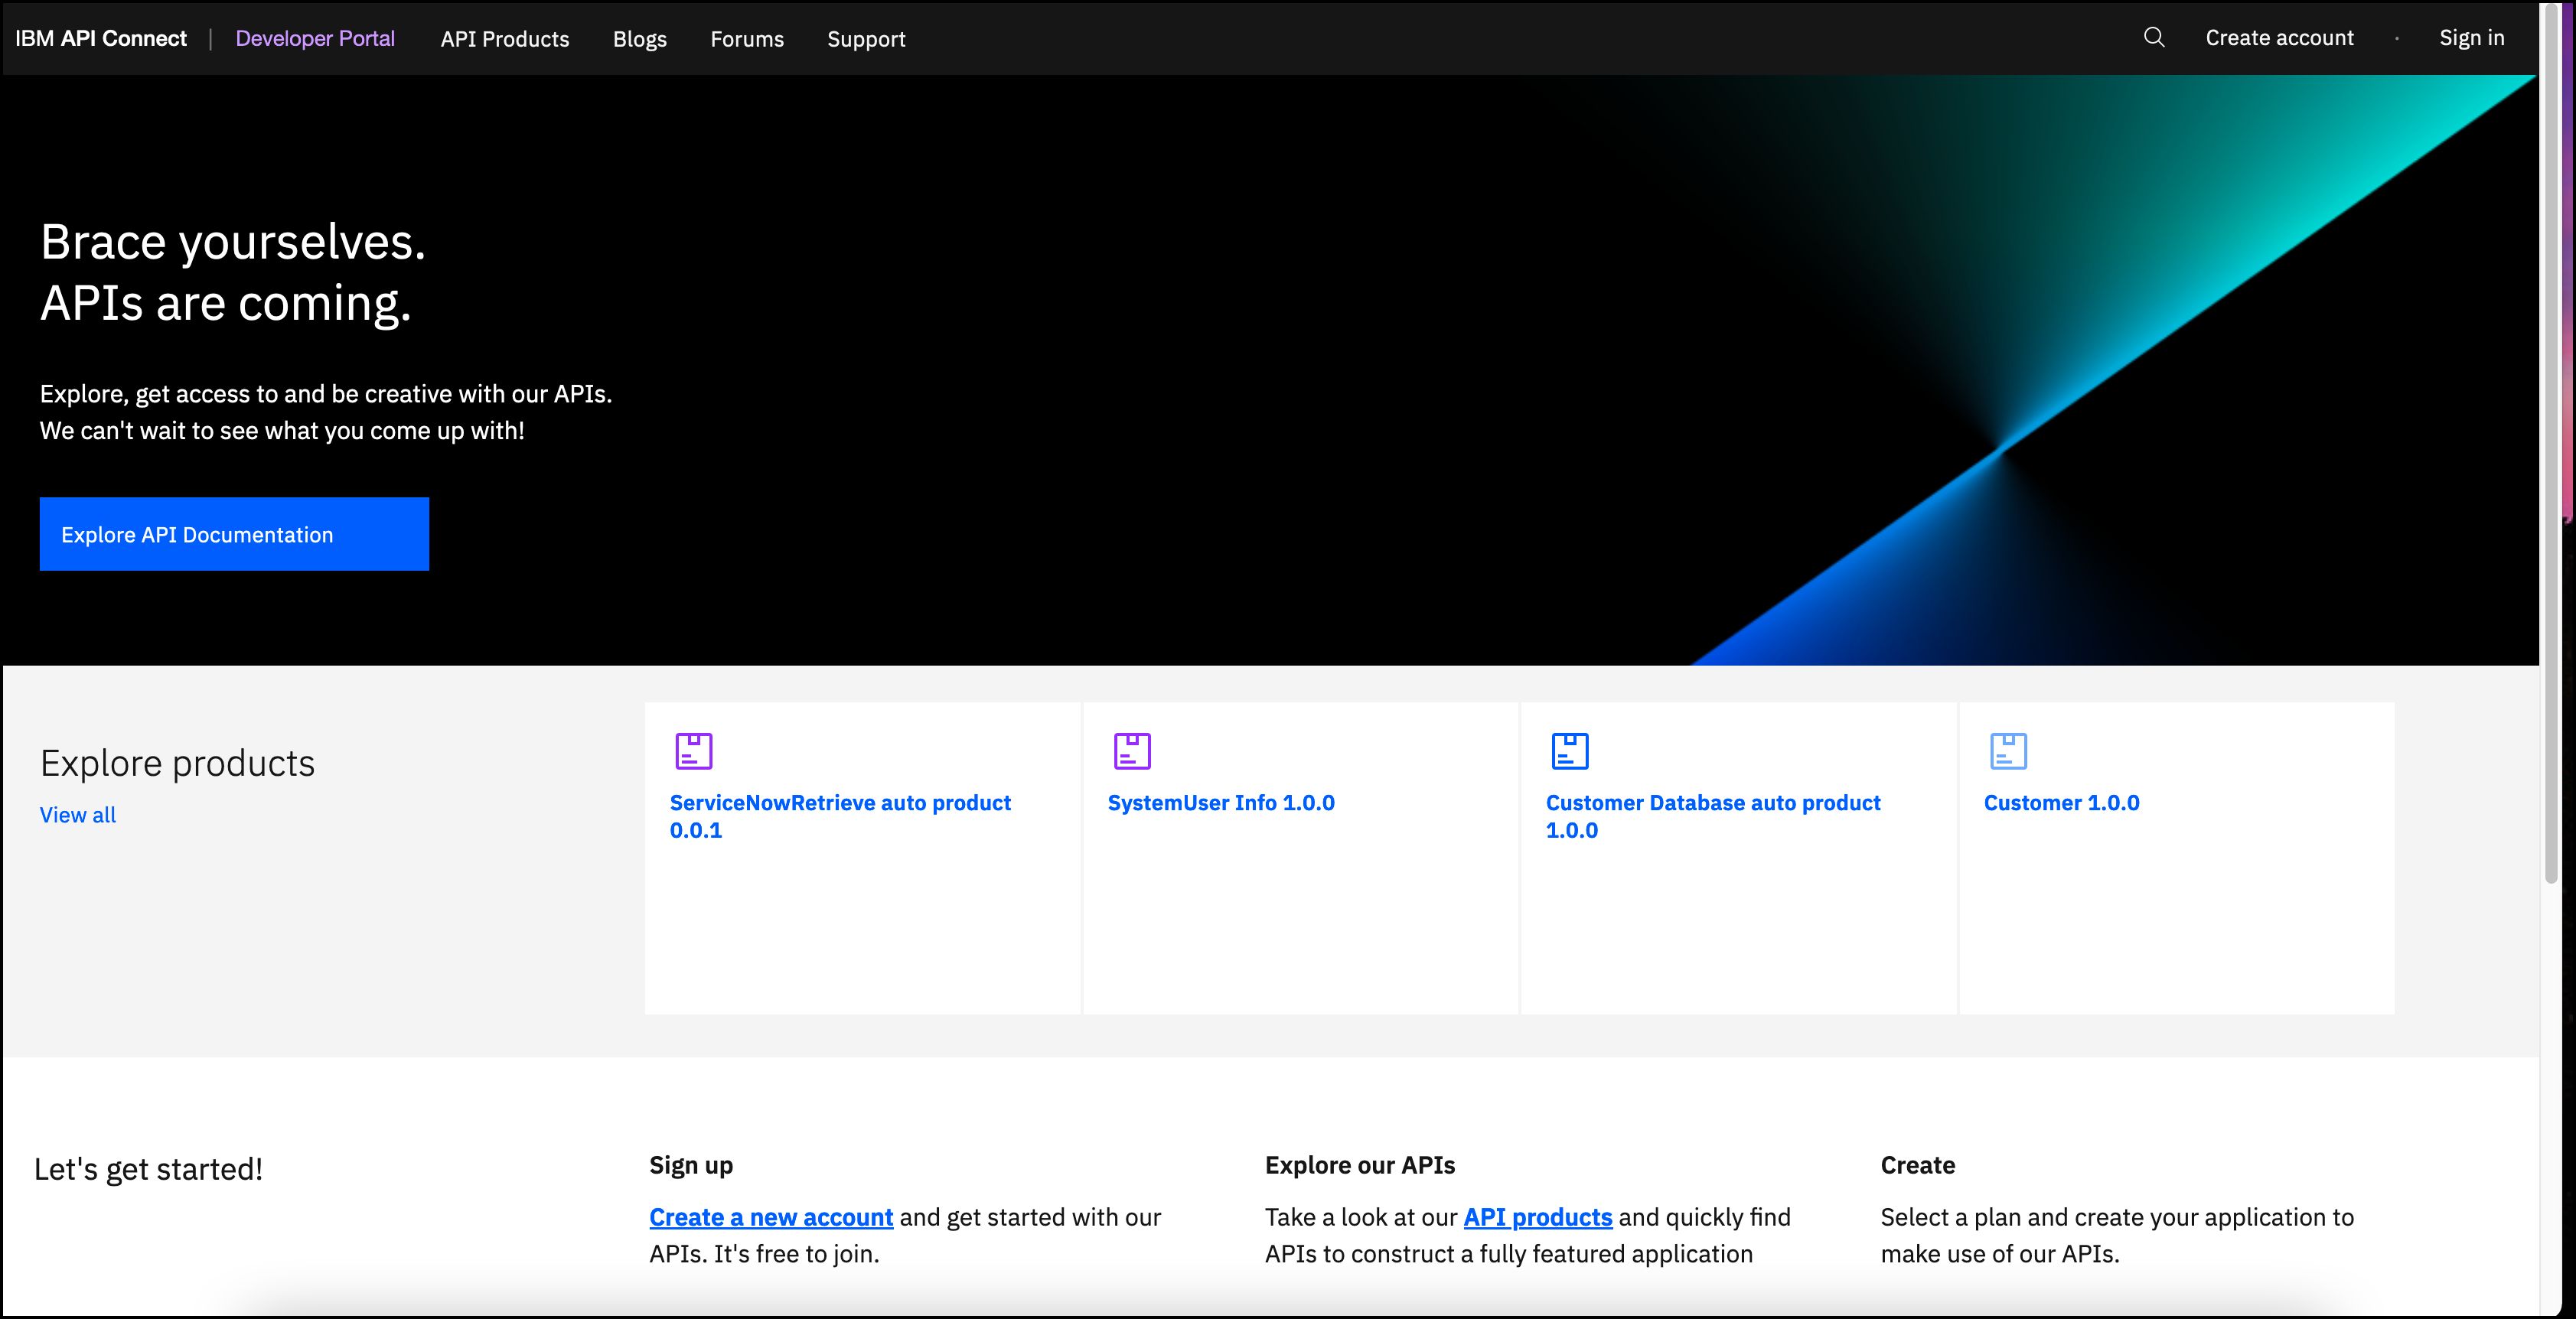 IBM API Connect | Developer Portal API Products Blogs Forums Support Create account · Sign in
Brace yourselves.
APIs are coming.
Explore, get access to and be creative with our APIs.
We can't wait to see what you come up with!
Explore API Documentation
Explore products
View all
ServiceNowRetrieve auto product
0.0.1
SystemUser Info 1.0.0
Customer Database auto product
1.0.0
Customer 1.0.0
Let's get started!
Sign up
Create a new account and get started with our
APIs. It's free to join.
Explore our APIs
Take a look at our API products and quickly find
APIs to construct a fully featured application
Create
Select a plan and create your application to
make use of our APIs.